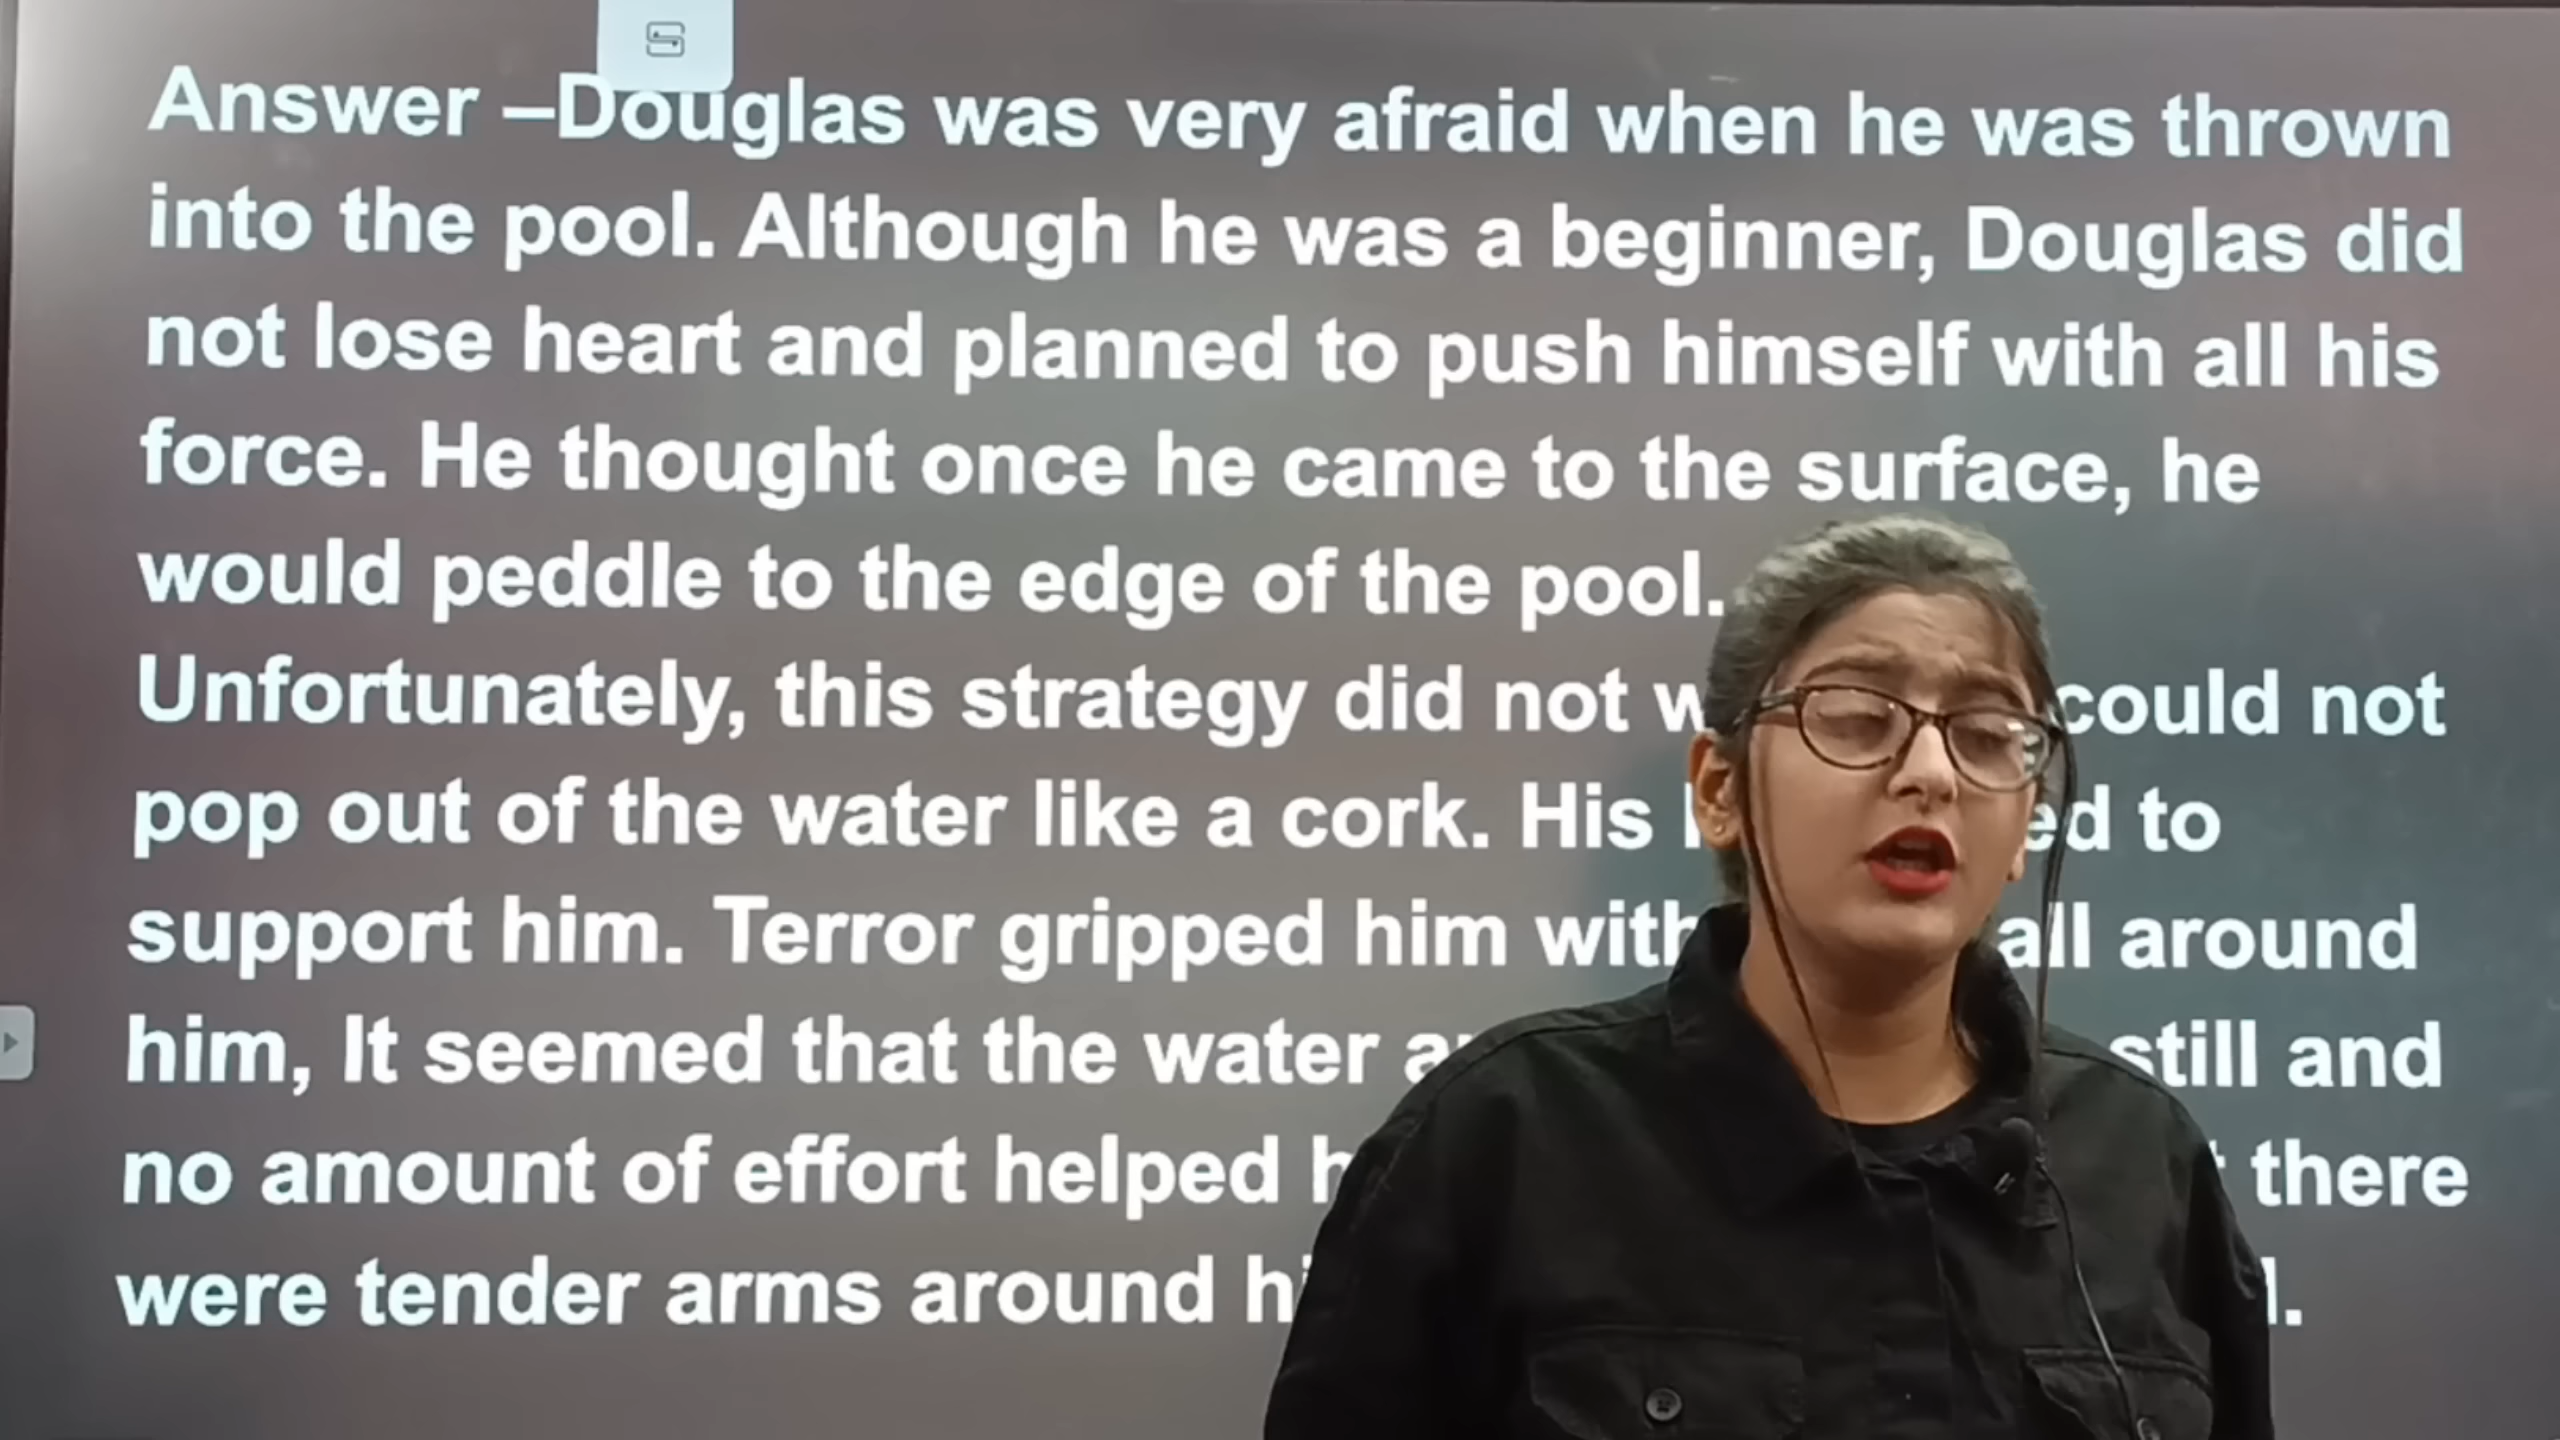 Answer –Douglas was very afraid when he was thrown
into the pool. Although he was a beginner, Douglas did
not lose heart and planned to push himself with all his
force. He thought once he came to the surface, he
would peddle to the edge of the pool.
Unfortunately, this strategy did not could not
pop out of the water like a cork. His to
support him. Terror gripped him all around
him, It seemed that the water still and
no amount of effort helped there
were tender arms around